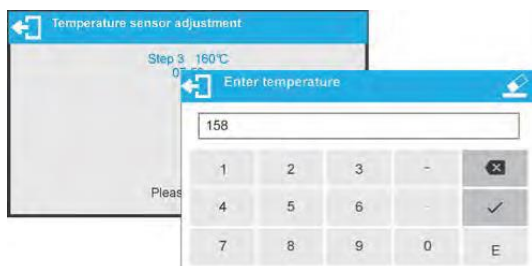 Temperature sensor adjustment
Step 3 160℃
Enter temperature
158
1 2 3 -
4 5 6
7 8 9 0 E
Pleas